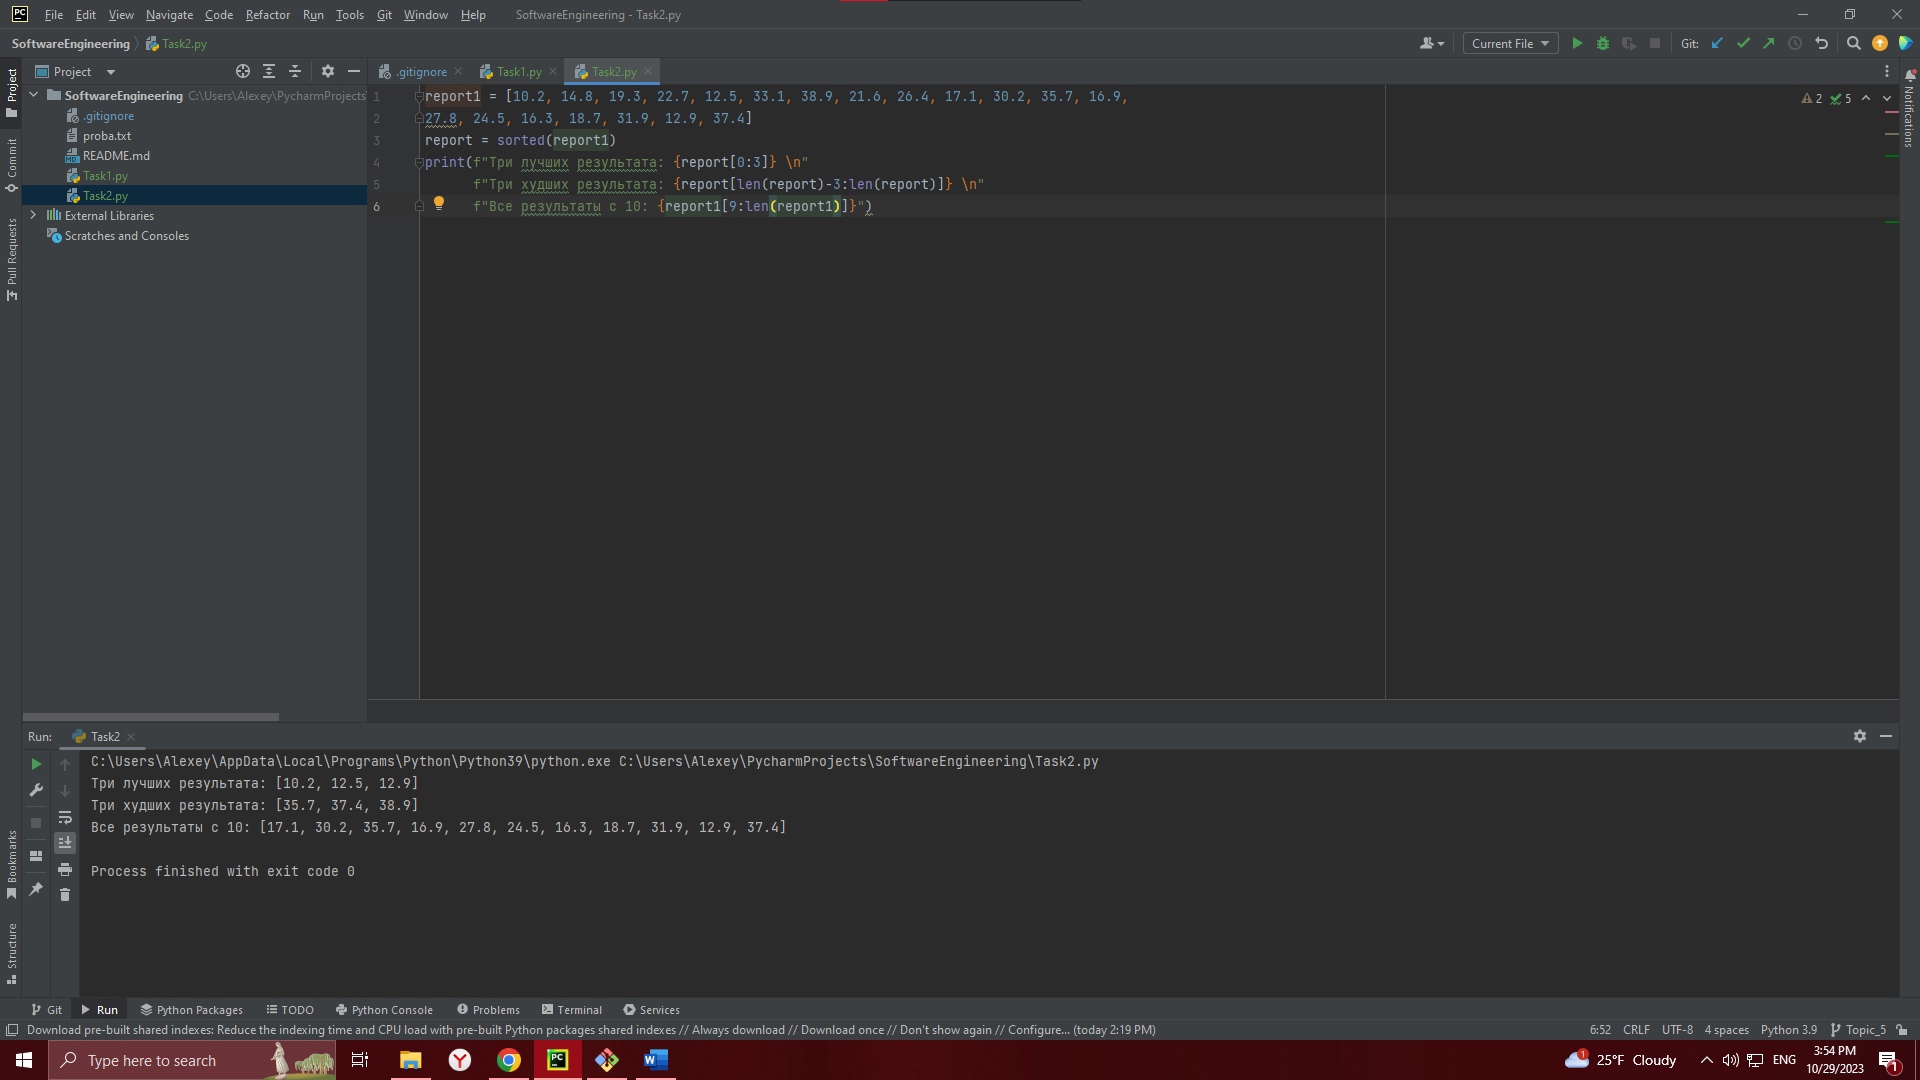 PC File Edit View Navigate Code Refactor Run Tools Git Window Help SoftwareEngineering - Task2.py
SoftwareEngineering Task2.py Current File Git:
Project .gitignore Task1.py Task2.py
SoftwareEngineering C:\Users\Alexey\PycharmProjects
.gitignore
proba.txt
README.md
Task1.py
Task2.py
External Libraries
Scratches and Consoles
Project
Commit
Pull Requests
Bookmarks
Structure
Notifications
2 5
1 report1 = [10.2, 14.8, 19.3, 22.7, 12.5, 33.1, 38.9, 21.6, 26.4, 17.1, 30.2, 35.7, 16.9,
2 27.8, 24.5, 16.3, 18.7, 31.9, 12.9, 37.4]
3 report = sorted(report1)
4 print(f"Три лучших результата: {report[0:3]} \n"
5 f"Три худших результата: {report[len(report)-3:len(report)]} \n"
6 f"Все результаты с 10: {report1[9:len(report1)]}")
Run: Task2
C:\Users\Alexey\AppData\Local\Programs\Python\Python39\python.exe C:\Users\Alexey\PycharmProjects\SoftwareEngineering\Task2.py
Три лучших результата: [10.2, 12.5, 12.9]
Три худших результата: [35.7, 37.4, 38.9]
Все результаты с 10: [17.1, 30.2, 35.7, 16.9, 27.8, 24.5, 16.3, 18.7, 31.9, 12.9, 37.4]
Process finished with exit code 0
Git Run Python Packages TODO Python Console Problems Terminal Services
Download pre-built shared indexes: Reduce the indexing time and CPU load with pre-built Python packages shared indexes // Always download // Download once // Don't show again // Configure... (today 2:19 PM) 6:52 CRLF UTF-8 4 spaces Python 3.9 Topic_5
Type here to search PC 1 25°F Cloudy ENG 3:54 PM 1
10/29/2023